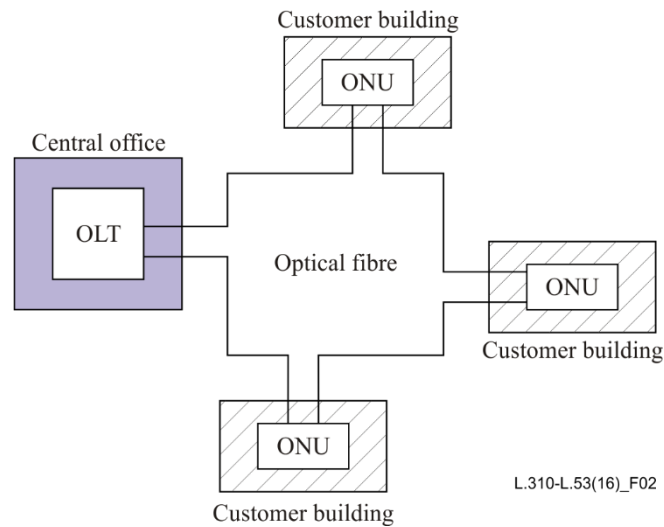 Customer building
ONU
Central office
OLT
Optical fibre
ONU
Customer building
ONU
Customer building
L.310-L.53(16)_F02